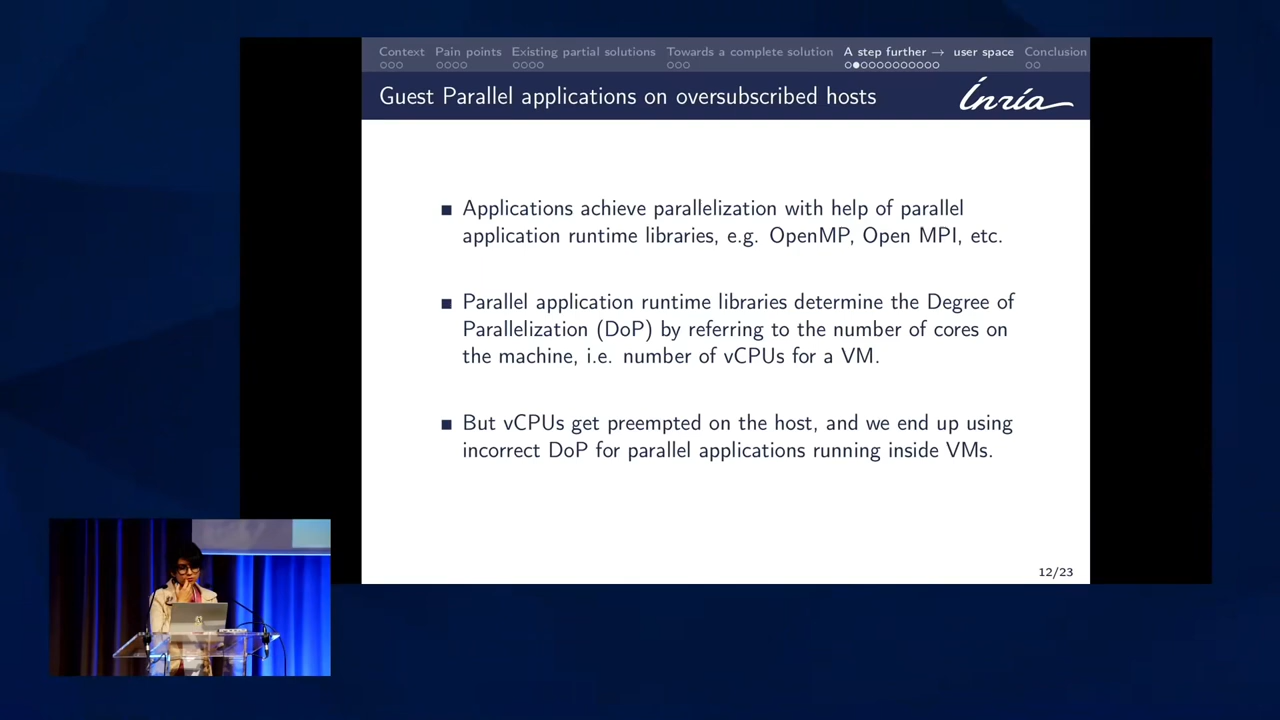 Context Pain points Existing partial solutions Towards a complete solution A step further → user space Conclusion
Guest Parallel applications on oversubscribed hosts
Inria
■ Applications achieve parallelization with help of parallel
application runtime libraries, e.g. OpenMP, Open MPI, etc.
■ Parallel application runtime libraries determine the Degree of
Parallelization (DoP) by referring to the number of cores on
the machine, i.e. number of vCPUs for a VM.
■ But vCPUs get preempted on the host, and we end up using
incorrect DoP for parallel applications running inside VMs.
12/23